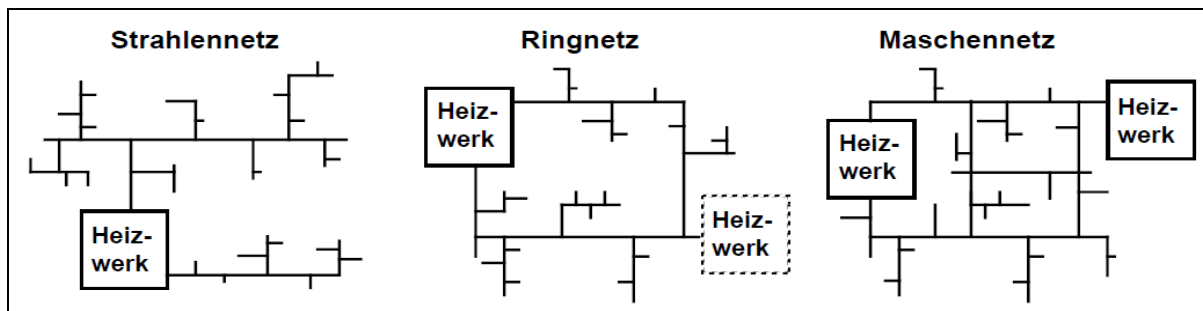 Strahlennetz
Ringnetz
Maschennetz
Heiz-
werk
Heiz-
werk
Heiz-
werk
Heiz-
werk
Heiz-
werk